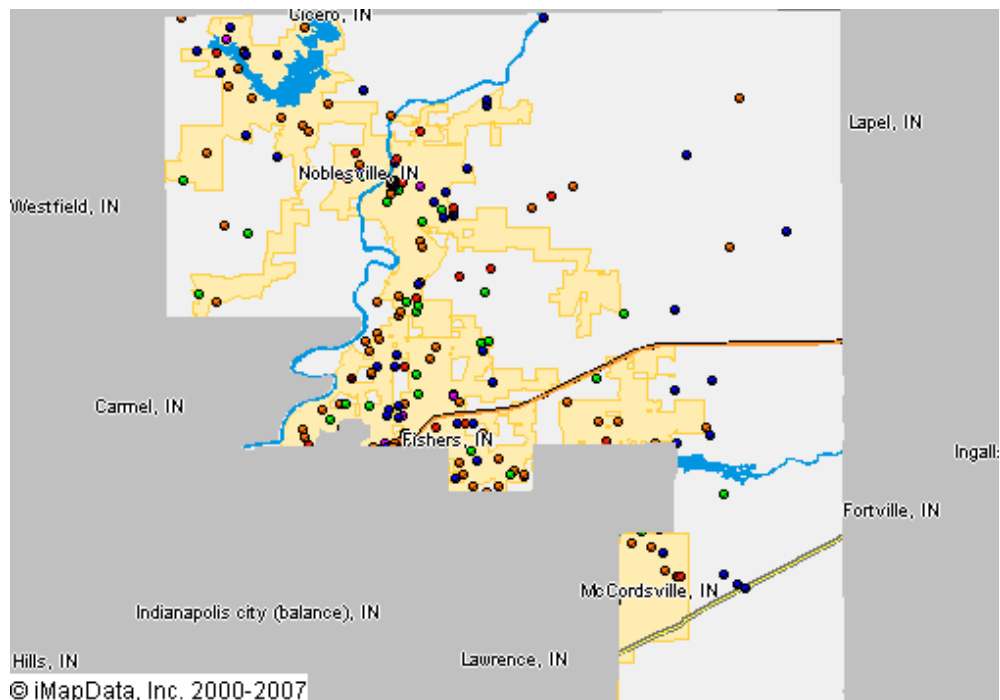 Cicero, IN
Lapel, IN
Noblesville, IN
Westfield, IN
Carmel, IN
Fishers, IN
Ingalls
Fortville, IN
McCordsville, IN
Indianapolis city (balance), IN
Hills, IN
Lawrence, IN
© iMapData, Inc. 2000-2007